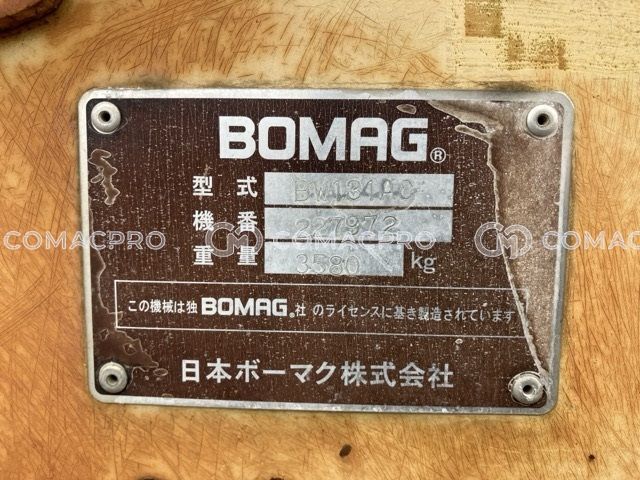 BOMAG®
型式 BW131AC
機番 227972
重量 3580 kg
COMACPRO COMACPRO COMACPRO
この機械は独BOMAG®社 のライセンスに基き製造されています
日本ボーマク株式会社